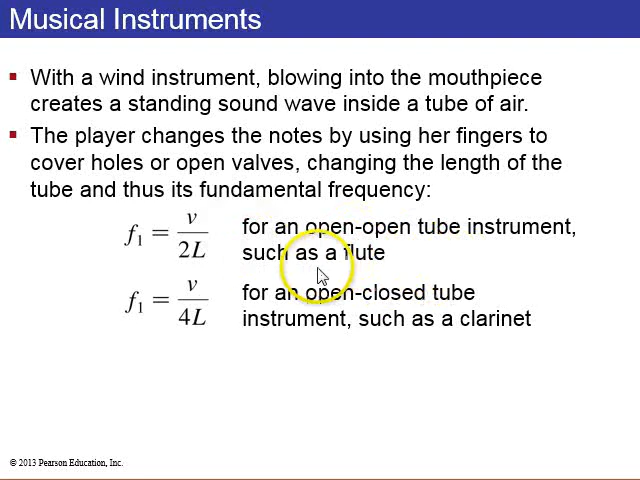 Musical Instruments
▪ With a wind instrument, blowing into the mouthpiece
creates a standing sound wave inside a tube of air.
▪ The player changes the notes by using her fingers to
cover holes or open valves, changing the length of the
tube and thus its fundamental frequency:
f₁ = v/2L for an open-open tube instrument,
such as a flute
f₁ = v/4L for an open-closed tube
instrument, such as a clarinet
© 2013 Pearson Education, Inc.